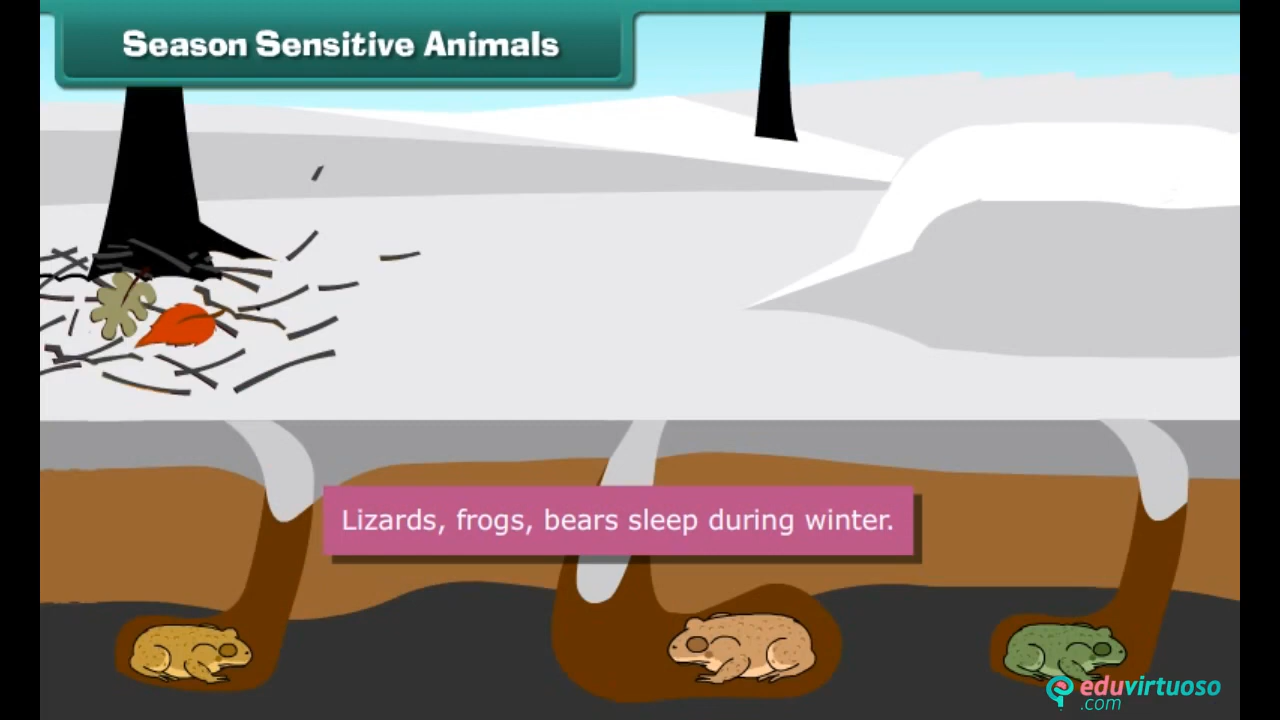 Season Sensitive Animals
Lizards, frogs, bears sleep during winter.
eduvirtuoso
.com